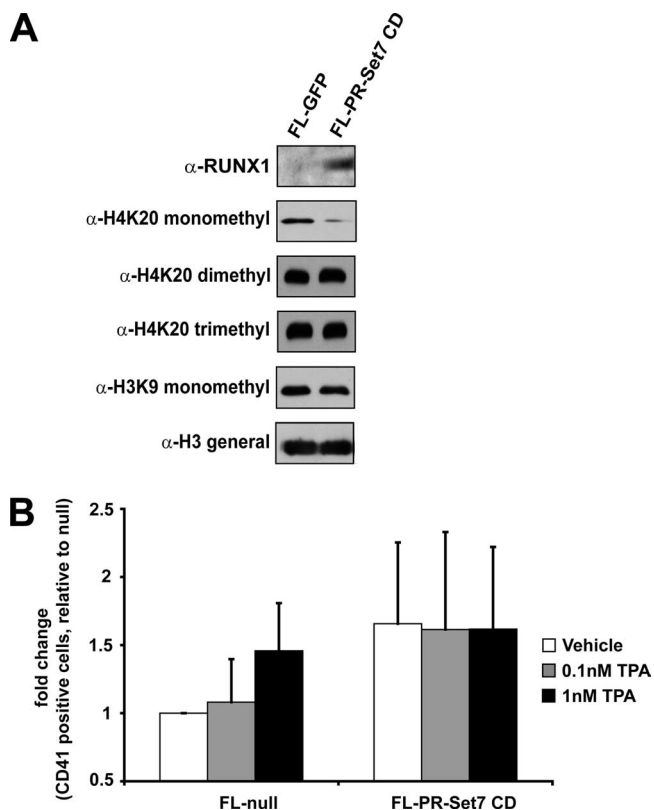 A
FL-GFP
FL-PR-Set7 CD
α-RUNX1
α-H4K20 monomethyl
α-H4K20 dimethyl
α-H4K20 trimethyl
α-H3K9 monomethyl
α-H3 general
B
fold change
(CD41 positive cells, relative to null)
2.5
2
1.5
1
0.5
Vehicle
0.1nM TPA
1nM TPA
FL-null
FL-PR-Set7 CD